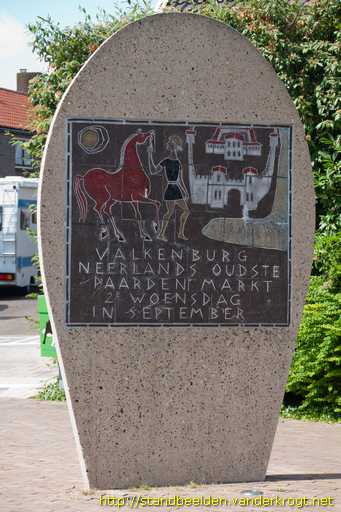 VALKENBURG
NEERLANDS OUDSTE
PAARDENMARKT
2e WOENSDAG
IN SEPTEMBER
http://standbeelden.vanderkrogt.net